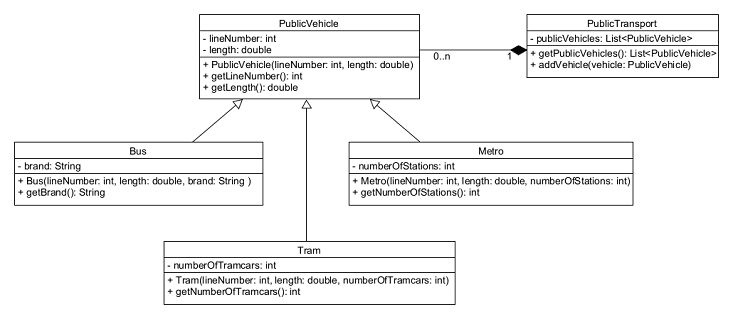 PublicVehicle
- lineNumber: int
- length: double
+ PublicVehicle(lineNumber: int, length: double)
+ getLineNumber(): int
+ getLength(): double
0..n
1
PublicTransport
- publicVehicles: List<PublicVehicle>
+ getPublicVehicles(): List<PublicVehicle>
+ addVehicle(vehicle: PublicVehicle)
Bus
- brand: String
+ Bus(lineNumber: int, length: double, brand: String )
+ getBrand(): String
Metro
- numberOfStations: int
+ Metro(lineNumber: int, length: double, numberOfStations: int)
+ getNumberOfStations(): int
Tram
- numberOfTramcars: int
+ Tram(lineNumber: int, length: double, numberOfTramcars: int)
+ getNumberOfTramcars(): int